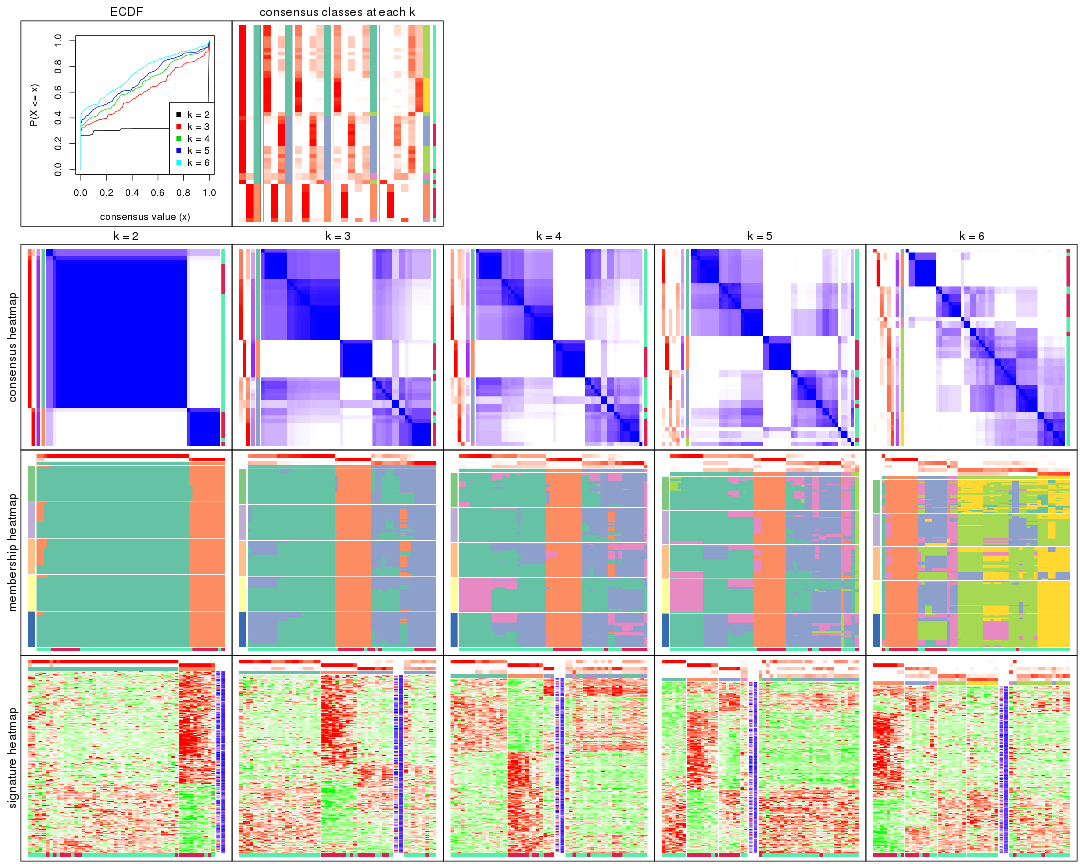 ECDF
consensus classes at each k
P(X <= x)
0.0 0.2 0.4 0.6 0.8 1.0
k = 2
k = 3
k = 4
k = 5
k = 6
0.0 0.2 0.4 0.6 0.8 1.0
consensus value (x)
k = 2 k = 3 k = 4 k = 5 k = 6
consensus heatmap
membership heatmap
signature heatmap